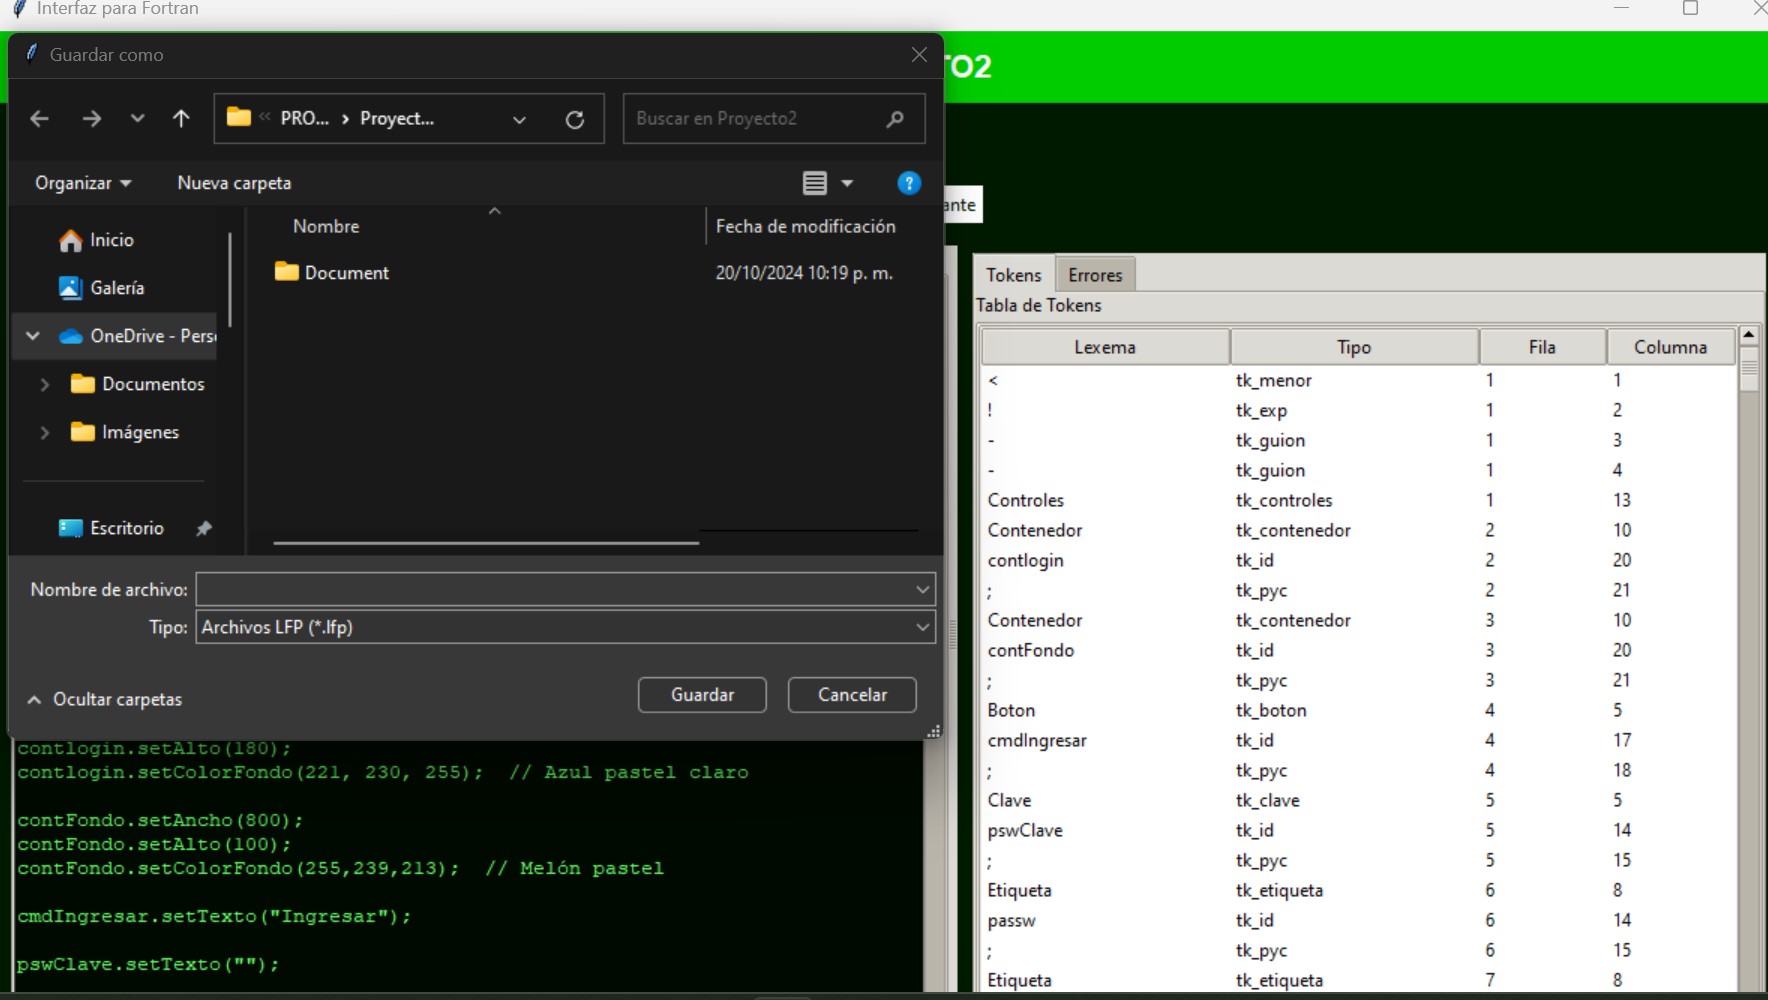 Interfaz para Fortran
Guardar como
TO2
« PRO... › Proyect...
Buscar en Proyecto2
Organizar
Nueva carpeta
?
Nombre
Fecha de modificación
Inicio
Document
20/10/2024 10:19 p. m.
Galería
OneDrive - Pers
Documentos
Imágenes
Escritorio
Nombre de archivo:
Tipo: Archivos LFP (*.lfp)
Ocultar carpetas
Guardar
Cancelar
ante
contlogin.setAlto(180);
contlogin.setColorFondo(221, 230, 255);  // Azul pastel claro
contFondo.setAncho(800);
contFondo.setAlto(100);
contFondo.setColorFondo(255,239,213);  // Melón pastel
cmdIngresar.setTexto("Ingresar");
pswClave.setTexto("");
Tokens Errores
Tabla de Tokens
Lexema Tipo Fila Columna
< tk_menor 1 1
! tk_exp 1 2
- tk_guion 1 3
- tk_guion 1 4
Controles tk_controles 1 13
Contenedor tk_contenedor 2 10
contlogin tk_id 2 20
; tk_pyc 2 21
Contenedor tk_contenedor 3 10
contFondo tk_id 3 20
; tk_pyc 3 21
Boton tk_boton 4 5
cmdIngresar tk_id 4 17
; tk_pyc 4 18
Clave tk_clave 5 5
pswClave tk_id 5 14
; tk_pyc 5 15
Etiqueta tk_etiqueta 6 8
passw tk_id 6 14
; tk_pyc 6 15
Etiqueta tk_etiqueta 7 8